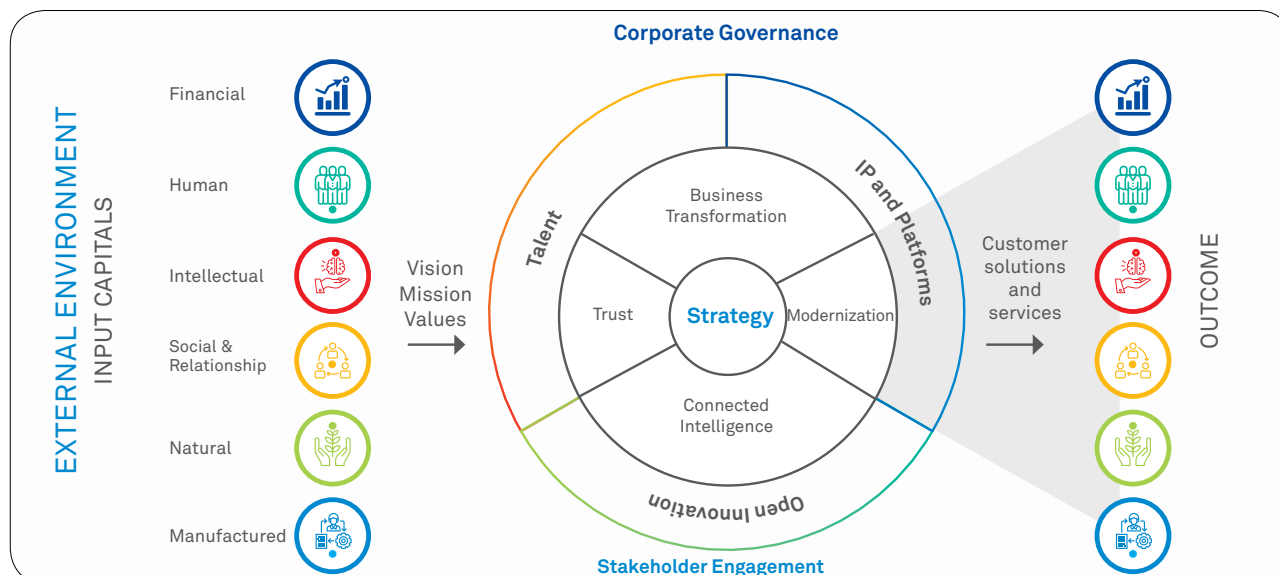 Corporate Governance
EXTERNAL ENVIRONMENT
INPUT CAPITALS
Financial
Human
Intellectual
Social &
Relationship
Natural
Manufactured
Vision
Mission
Values
Talent
IP and Platforms
Open Innovation
Business
Transformation
Trust
Strategy
Modernization
Connected
Intelligence
Stakeholder Engagement
Customer
solutions
and
services
OUTCOME